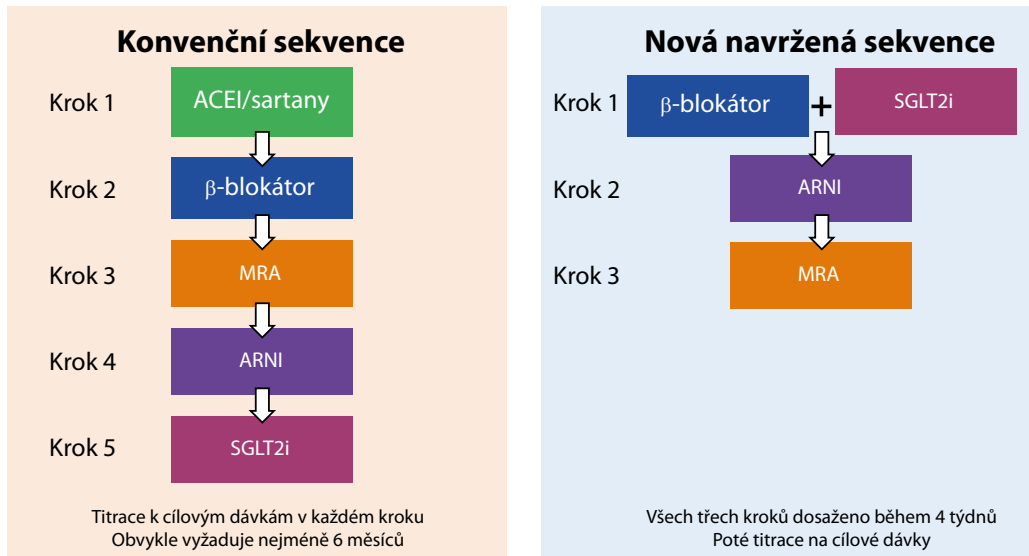 Konvenční sekvence
Krok 1
ACEI/sartany
Krok 2
β-blokátor
Krok 3
MRA
Krok 4
ARNI
Krok 5
SGLT2i
Titrace k cílovým dávkám v každém kroku
Obvykle vyžaduje nejméně 6 měsíců
Nová navržená sekvence
Krok 1
β-blokátor
+
SGLT2i
Krok 2
ARNI
Krok 3
MRA
Všech třech kroků dosaženo během 4 týdnů
Poté titrace na cílové dávky